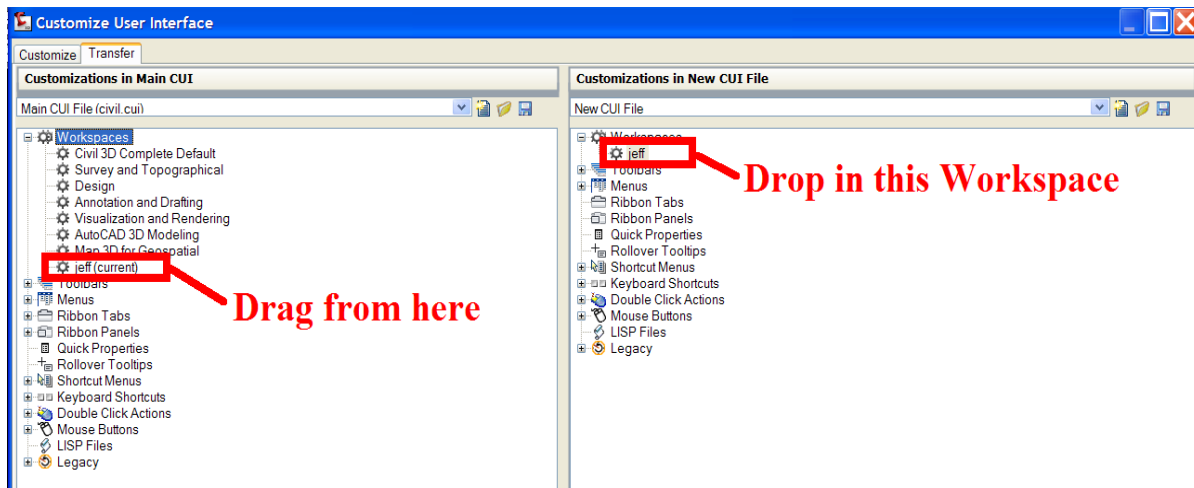 Customize User Interface
Customize Transfer
Customizations in Main CUI
Main CUI File (civil.cui)
Workspaces
Civil 3D Complete Default
Survey and Topographical
Design
Annotation and Drafting
Visualization and Rendering
AutoCAD 3D Modeling
Map 3D for Geospatial
jeff (current)
Toolbars
Menus
Ribbon Tabs
Ribbon Panels
Quick Properties
Rollover Tooltips
Shortcut Menus
Keyboard Shortcuts
Double Click Actions
Mouse Buttons
LISP Files
Legacy
Drag from here
Customizations in New CUI File
New CUI File
Workspaces
jeff
Toolbars
Menus
Ribbon Tabs
Ribbon Panels
Quick Properties
Rollover Tooltips
Shortcut Menus
Keyboard Shortcuts
Double Click Actions
Mouse Buttons
LISP Files
Legacy
Drop in this Workspace